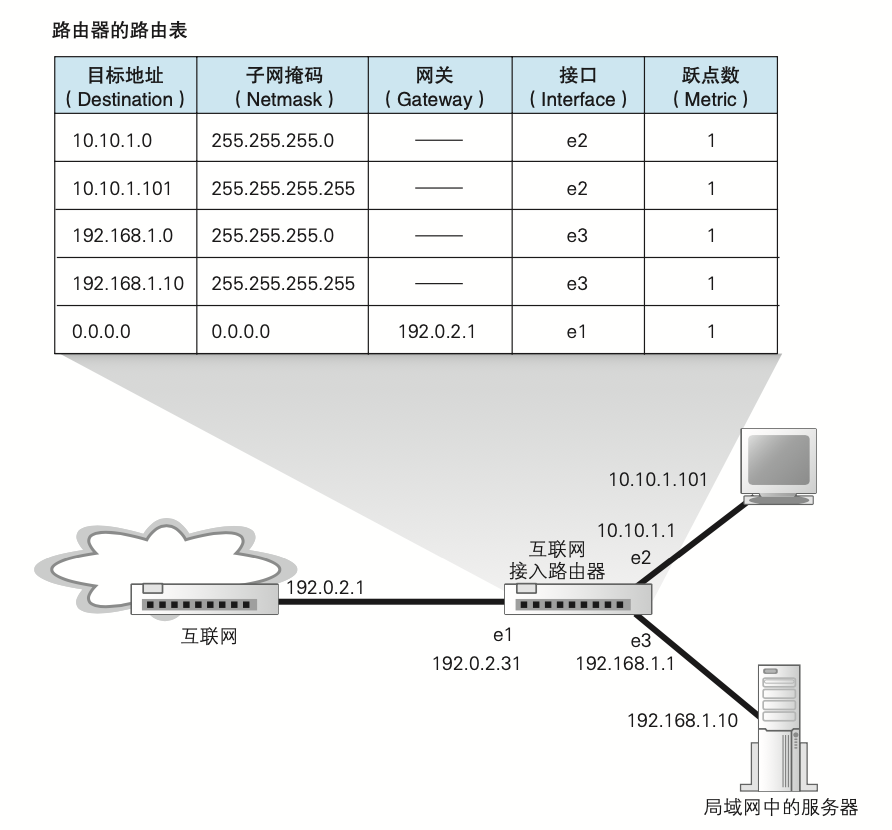 路由器的路由表
目标地址 子网掩码 网关 接口 跃点数
（Destination） （Netmask） （Gateway） （Interface） （Metric）
10.10.1.0 255.255.255.0 —— e2 1
10.10.1.101 255.255.255.255 —— e2 1
192.168.1.0 255.255.255.0 —— e3 1
192.168.1.10 255.255.255.255 —— e3 1
0.0.0.0 0.0.0.0 192.0.2.1 e1 1
10.10.1.101
10.10.1.1
互联网
接入路由器
e2
192.0.2.1
互联网
e1
192.0.2.31
e3
192.168.1.1
192.168.1.10
局域网中的服务器